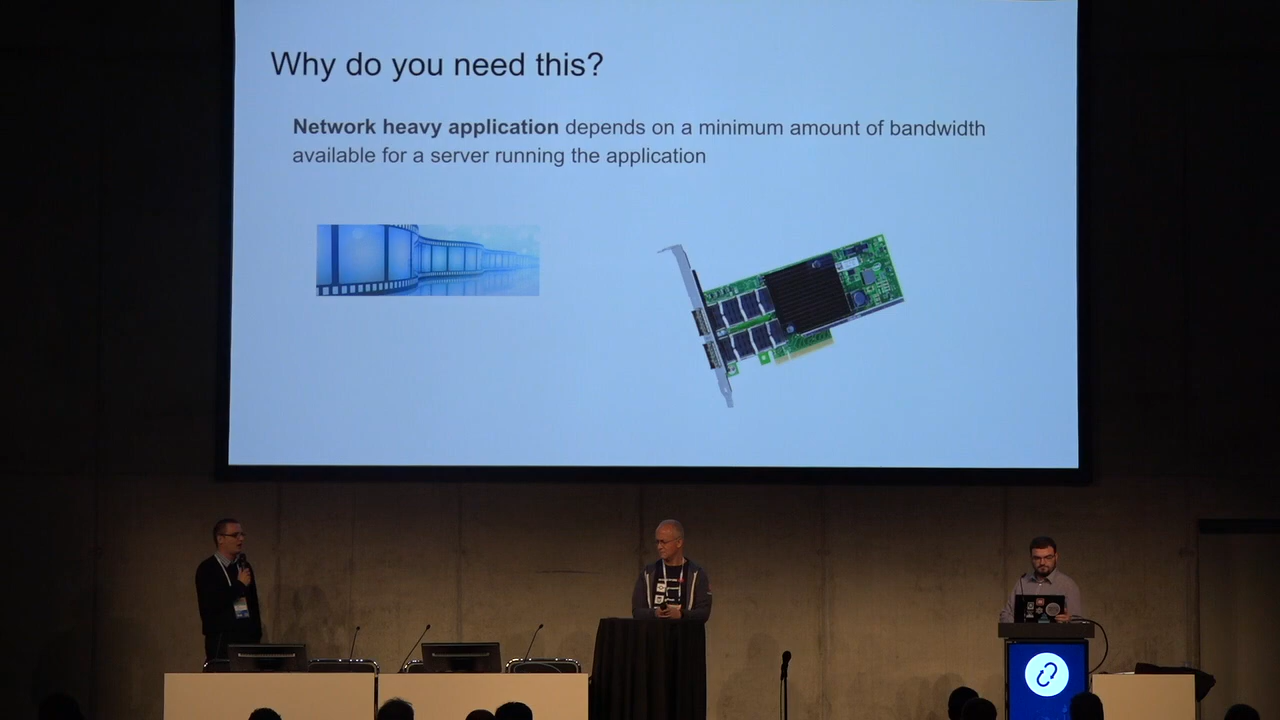 Why do you need this?
Network heavy application depends on a minimum amount of bandwidth
available for a server running the application